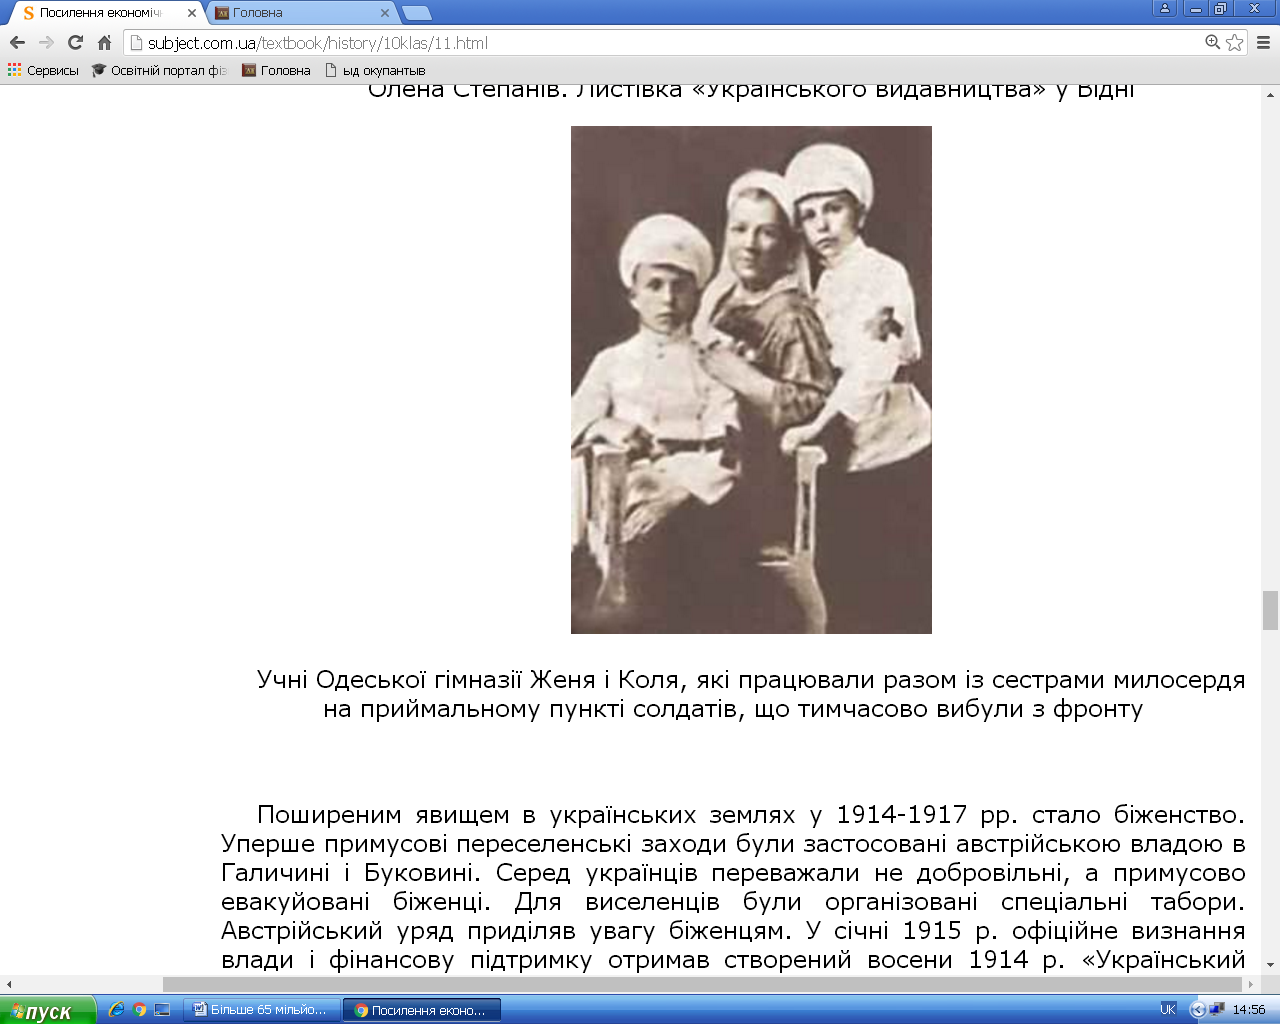 Посилення економічн
Головна
subject.com.ua/textbook/history/10klas/11.html
Сервисы
Освітній портал фіз
Головна
ыд окупантыв
Олена Степанів. Листівка «Українського видавництва» у Відні
Учні Одеської гімназії Женя і Коля, які працювали разом із сестрами милосердя
на приймальному пункті солдатів, що тимчасово вибули з фронту
Поширеним явищем в українських землях у 1914-1917 рр. стало біженство.
Уперше примусові переселенські заходи були застосовані австрійською владою в
Галичині і Буковині. Серед українців переважали не добровільні, а примусово
евакуйовані біженці. Для виселенців були організовані спеціальні табори.
Австрійський уряд приділяв увагу біженцям. У січні 1915 р. офіційне визнання
влади і фінансову підтримку отримав створений восени 1914 р. «Український
пуск
Більше 65 мільйо...
Посилення еконо...
UK
14:56